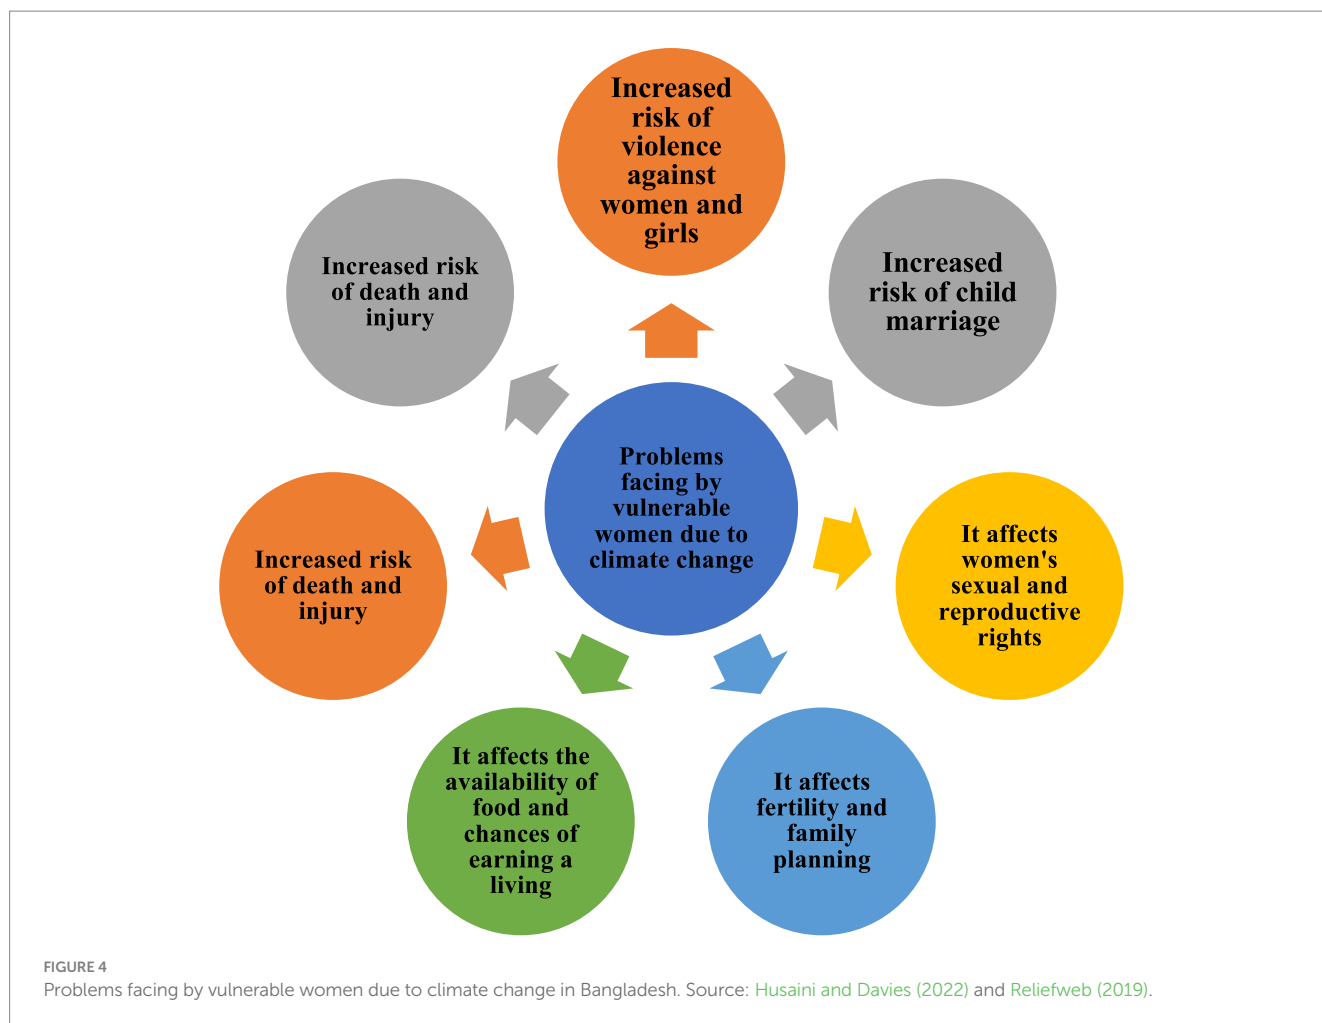 Increased
risk of
violence
against
women and
girls
Increased
risk of child
marriage
It affects
women's
sexual and
reproductive
rights
It affects
fertility and
family
planning
It affects the
availability of
food and
chances of
earning a
living
Increased risk
of death and
injury
Increased risk
of death and
injury
Problems
facing by
vulnerable
women due to
climate change
FIGURE 4
Problems facing by vulnerable women due to climate change in Bangladesh. Source: Husaini and Davies (2022) and Reliefweb (2019).